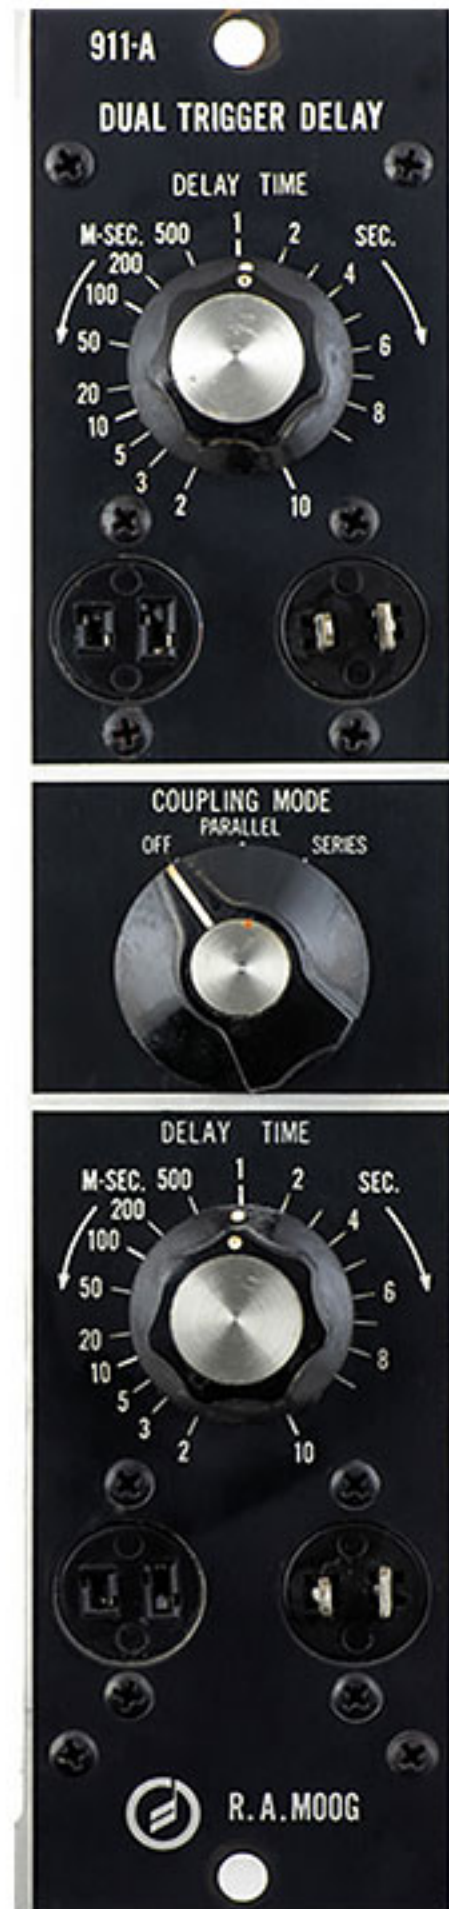 911-A
DUAL TRIGGER DELAY
DELAY TIME
M-SEC. 500 1 2 SEC.
200 4
100
50 6
20 8
10
5
3
2 10
COUPLING MODE
OFF PARALLEL SERIES
DELAY TIME
M-SEC. 500 1 2 SEC.
200 4
100
50 6
20 8
10
5
3
2 10
R.A.MOOG